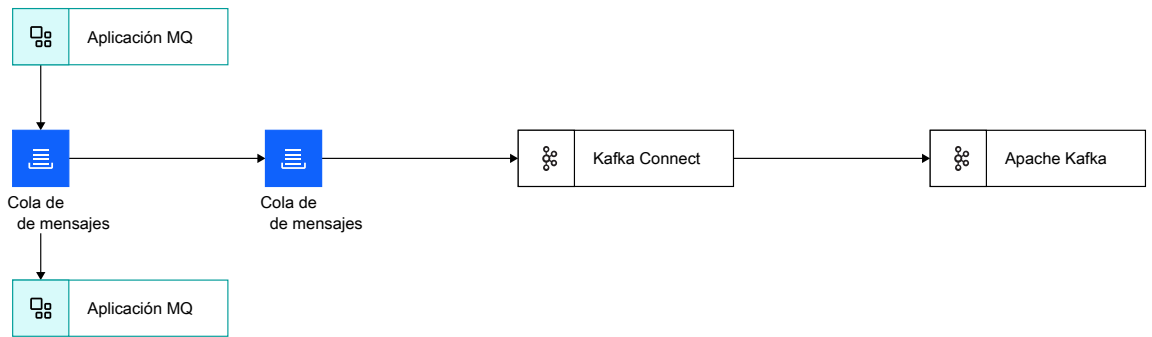 Aplicación MQ
Kafka Connect
Apache Kafka
Cola de
de mensajes
Cola de
de mensajes
Aplicación MQ